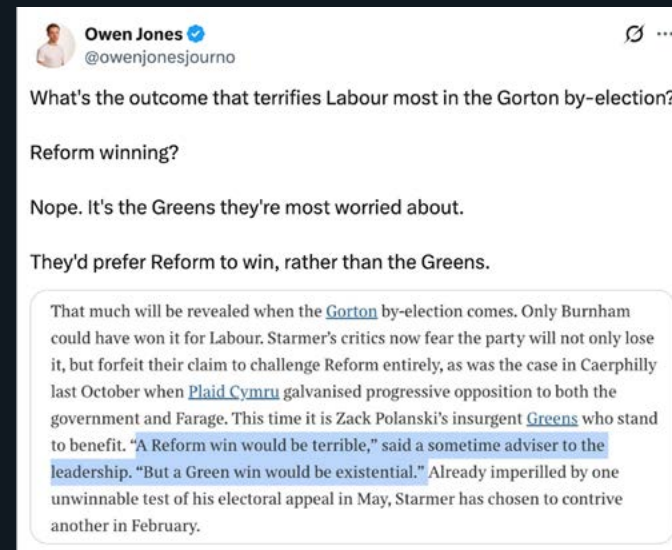 Owen Jones
@owenjonesjourno
What's the outcome that terrifies Labour most in the Gorton by-election?
Reform winning?
Nope. It's the Greens they're most worried about.
They'd prefer Reform to win, rather than the Greens.
That much will be revealed when the Gorton by-election comes. Only Burnham
could have won it for Labour. Starmer's critics now fear the party will not only lose
it, but forfeit their claim to challenge Reform entirely, as was the case in Caerphilly
last October when Plaid Cymru galvanised progressive opposition to both the
government and Farage. This time it is Zack Polanski's insurgent Greens who stand
to benefit. “A Reform win would be terrible,” said a sometime adviser to the
leadership. “But a Green win would be existential.” Already imperilled by one
unwinnable test of his electoral appeal in May, Starmer has chosen to contrive
another in February.